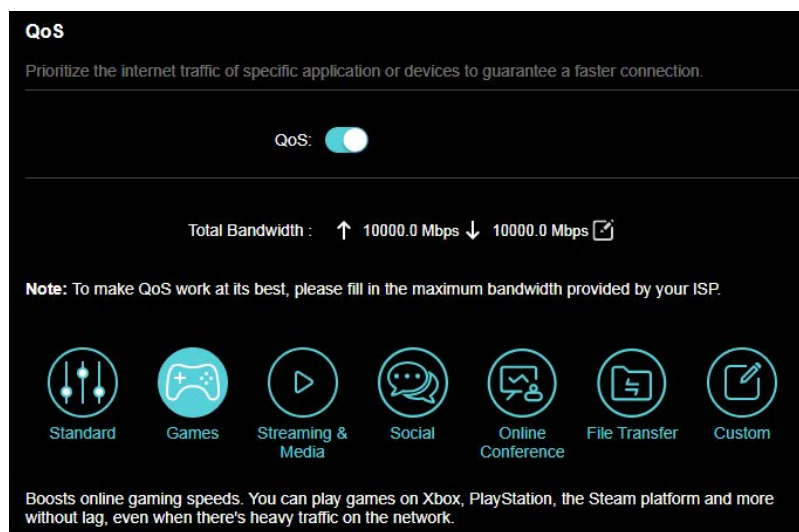 QoS
Prioritize the internet traffic of specific application or devices to guarantee a faster connection.
QoS:
Total Bandwidth : ↑ 10000.0 Mbps ↓ 10000.0 Mbps
Note: To make QoS work at its best, please fill in the maximum bandwidth provided by your ISP.
Standard
Games
Streaming &
Media
Social
Online
Conference
File Transfer
Custom
Boosts online gaming speeds. You can play games on Xbox, PlayStation, the Steam platform and more
without lag, even when there's heavy traffic on the network.